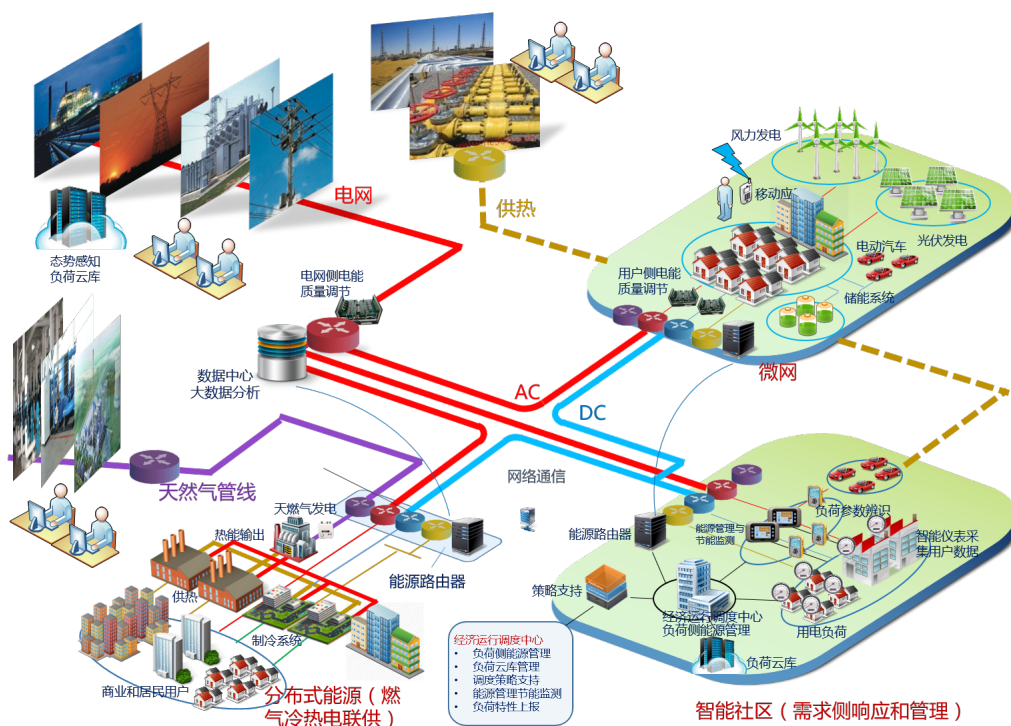 电网
供热
态势感知
负荷云库
电网侧电能
质量调节
数据中心
大数据分析
风力发电
移动应
光伏发电
电动汽车
用户侧电能
质量调节
储能系统
微网
AC
DC
天然气管线
网络通信
天燃气发电
热能输出
能源路由器
供热
制冷系统
商业和居民用户
分布式能源（燃
气冷热电联供）
能源路由器
能源管理与
节能监测
负荷参数辨识
智能仪表采
集用户数据
策略支持
经济运行调度中心
负荷侧能源管理
用电负荷
负荷云库
经济运行调度中心
• 负荷侧能源管理
• 负荷云库管理
• 调度策略支持
• 能源管理节能监测
• 负荷特性上报
智能社区（需求侧响应和管理）